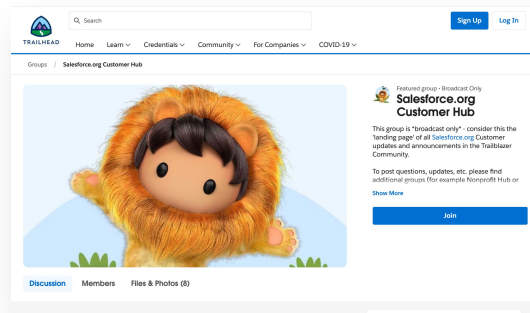 Search
Sign Up
Log In
TRAILHEAD
Home Learn Credentials Community For Companies COVID-19
Groups / Salesforce.org Customer Hub
Featured group • Broadcast Only
Salesforce.org
Customer Hub
This group is "broadcast only" - consider this the
'landing page' of all Salesforce.org Customer
updates and announcements in the Trailblazer
Community.
To post questions, updates, etc, please find
additional groups (for example Nonprofit Hub or
Show More
Join
Discussion Members Files & Photos (8)